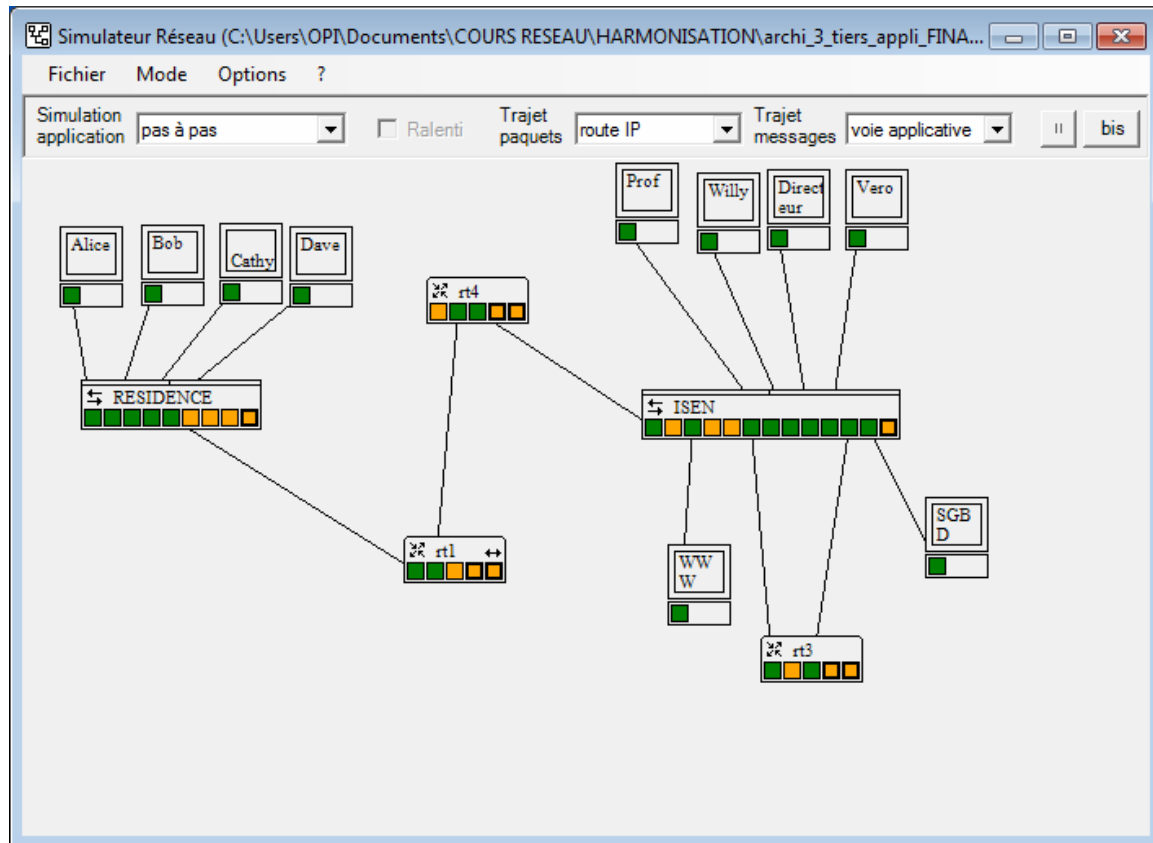 Simulateur Réseau (C:\Users\OPI\Documents\COURS RESEAU\HARMONISATION\archi_3_tiers_appli_FINA...
Fichier Mode Options ?
Simulation application pas à pas Ralenti Trajet paquets route IP Trajet messages voie applicative bis
Prof
Willy
Direct
eur
Vero
Alice
Bob
Cathy
Dave
rt4
RESIDENCE
ISEN
rt1
SGB
D
WW
W
rt3